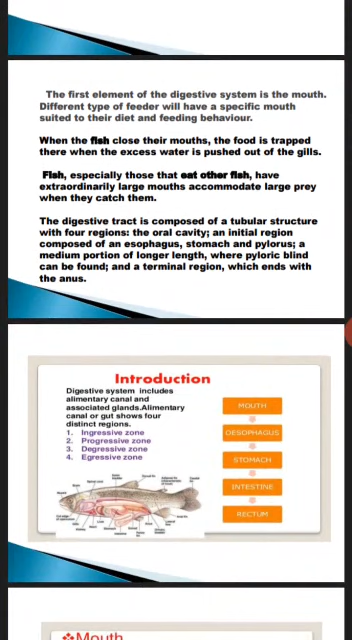 The first element of the digestive system is the mouth.
Different type of feeder will have a specific mouth
suited to their diet and feeding behaviour.
When the fish close their mouths, the food is trapped
there when the excess water is pushed out of the gills.
Fish, especially those that eat other fish, have
extraordinarily large mouths accommodate large prey
when they catch them.
The digestive tract is composed of a tubular structure
with four regions: the oral cavity; an initial region
composed of an esophagus, stomach and pylorus; a
medium portion of longer length, where pyloric blind
can be found; and a terminal region, which ends with
the anus.
Introduction
Digestive system includes
alimentary canal and
associated glands.Alimentary
canal or gut shows four
distinct regions.
1. Ingressive zone
2. Progressive zone
3. Degressive zone
4. Egressive zone
MOUTH
OESOPHAGUS
STOMACH
INTESTINE
RECTUM
❖Mouth